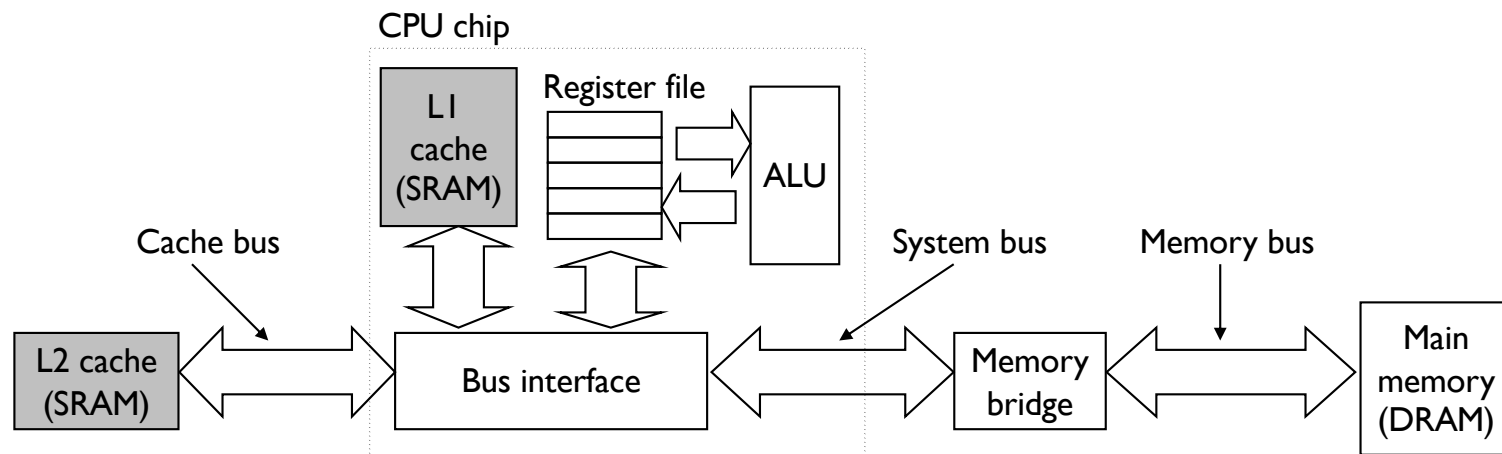 CPU chip
L1
cache
(SRAM)
Register file
ALU
Cache bus
System bus
Memory bus
L2 cache
(SRAM)
Bus interface
Memory
bridge
Main
memory
(DRAM)